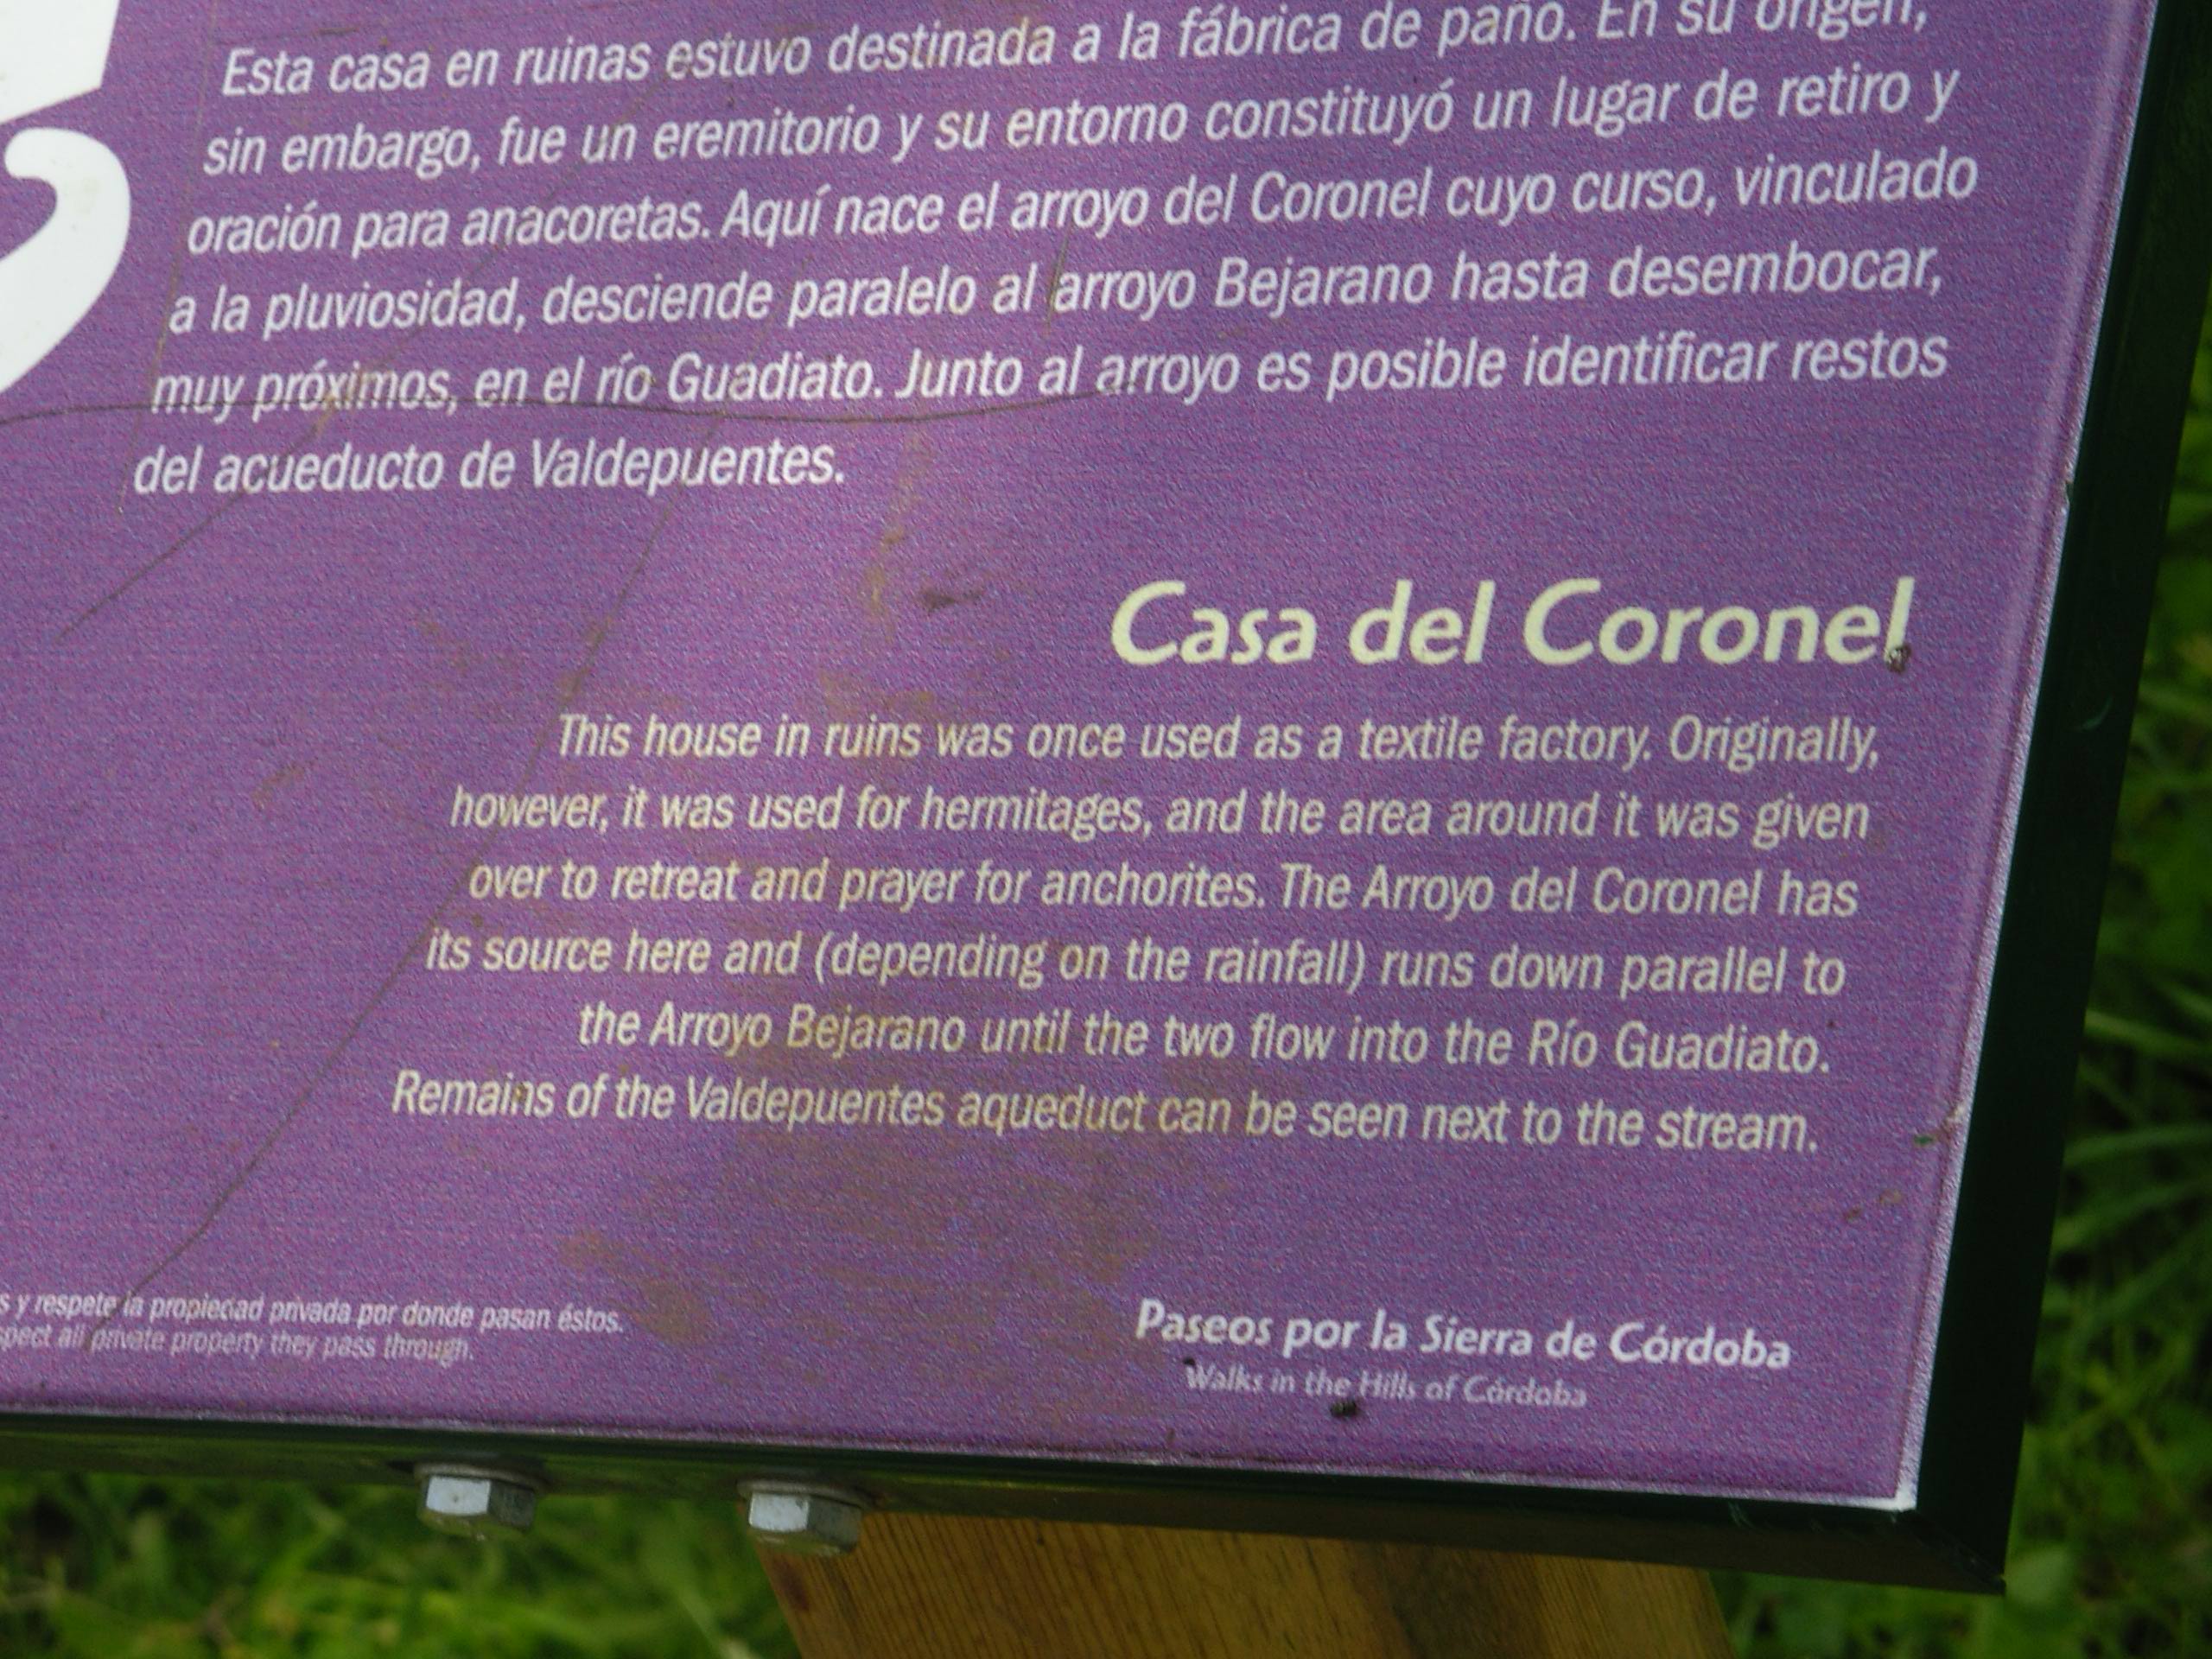 Esta casa en ruinas estuvo destinada a la fábrica de paño. En su origen,
sin embargo, fue un eremitorio y su entorno constituyó un lugar de retiro y
oración para anacoretas. Aquí nace el arroyo del Coronel cuyo curso, vinculado
a la pluviosidad, desciende paralelo al arroyo Bejarano hasta desembocar,
muy próximos, en el río Guadiato. Junto al arroyo es posible identificar restos
del acueducto de Valdepuentes.
Casa del Coronel
This house in ruins was once used as a textile factory. Originally,
however, it was used for hermitages, and the area around it was given
over to retreat and prayer for anchorites. The Arroyo del Coronel has
its source here and (depending on the rainfall) runs down parallel to
the Arroyo Bejarano until the two flow into the Río Guadiato.
Remains of the Valdepuentes aqueduct can be seen next to the stream.
y respete la propiedad privada por donde pasan éstos.
all private property they pass through.
Paseos por la Sierra de Córdoba
Walks in the Hills of Córdoba